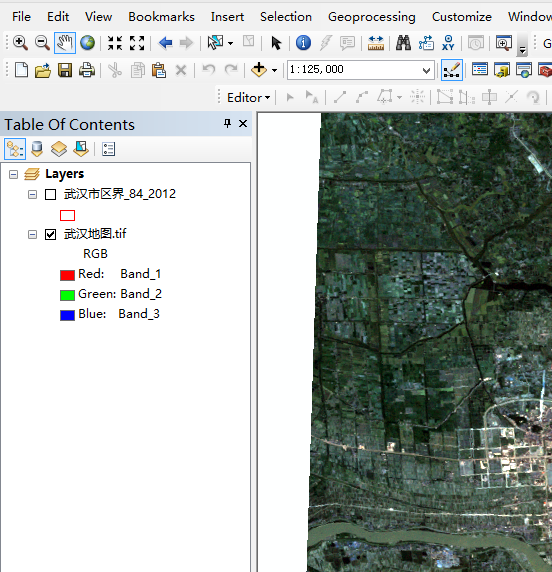 File Edit View Bookmarks Insert Selection Geoprocessing Customize Window
1:125,000
Editor
Table Of Contents
Layers
武汉市区界_84_2012
武汉地图.tif
RGB
Red: Band_1
Green: Band_2
Blue: Band_3